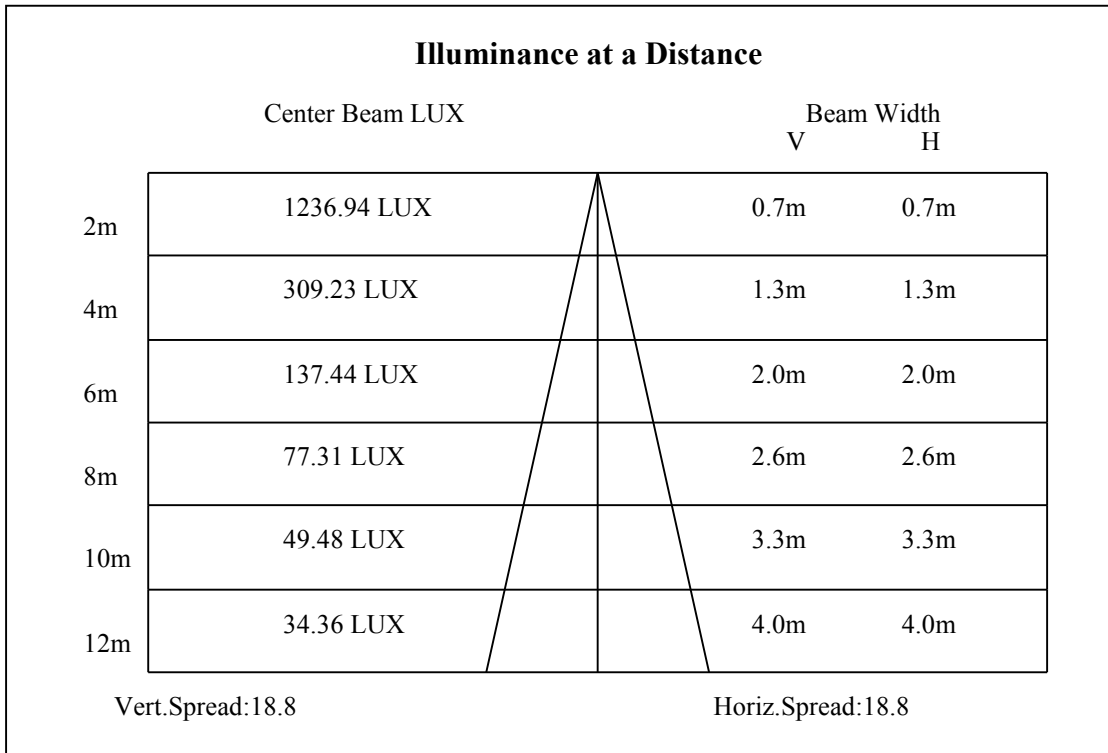 Illuminance at a Distance
Center Beam LUX Beam Width
V H
2m 1236.94 LUX 0.7m 0.7m
4m 309.23 LUX 1.3m 1.3m
6m 137.44 LUX 2.0m 2.0m
8m 77.31 LUX 2.6m 2.6m
10m 49.48 LUX 3.3m 3.3m
12m 34.36 LUX 4.0m 4.0m
Vert.Spread:18.8 Horiz.Spread:18.8